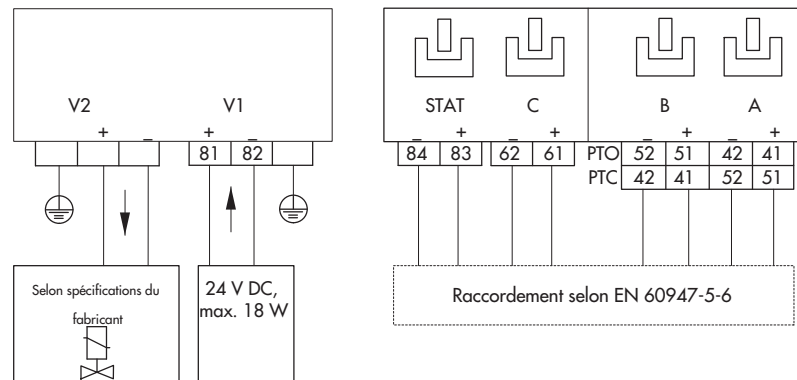 V2 V1
+ − + −
81 82
Selon spécifications du
fabricant
24 V DC,
max. 18 W
STAT C B A
− + − + − + − +
84 83 62 61 PTO 52 51 42 41
PTC 42 41 52 51
Raccordement selon EN 60947-5-6